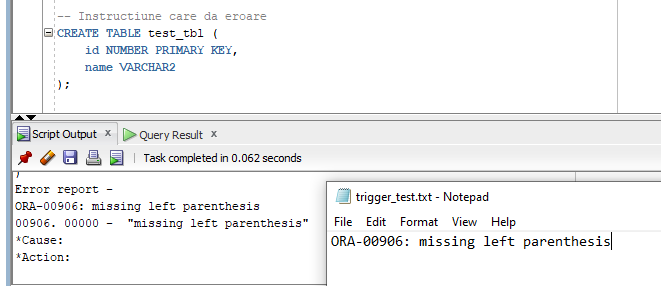 -- Instructiune care da eroare
CREATE TABLE test_tbl (
id NUMBER PRIMARY KEY,
name VARCHAR2
);
Script Output x
Query Result x
Task completed in 0.062 seconds
Error report -
ORA-00906: missing left parenthesis
00906. 00000 - "missing left parenthesis"
*Cause:
*Action:
trigger_test.txt - Notepad
File Edit Format View Help
ORA-00906: missing left parenthesis